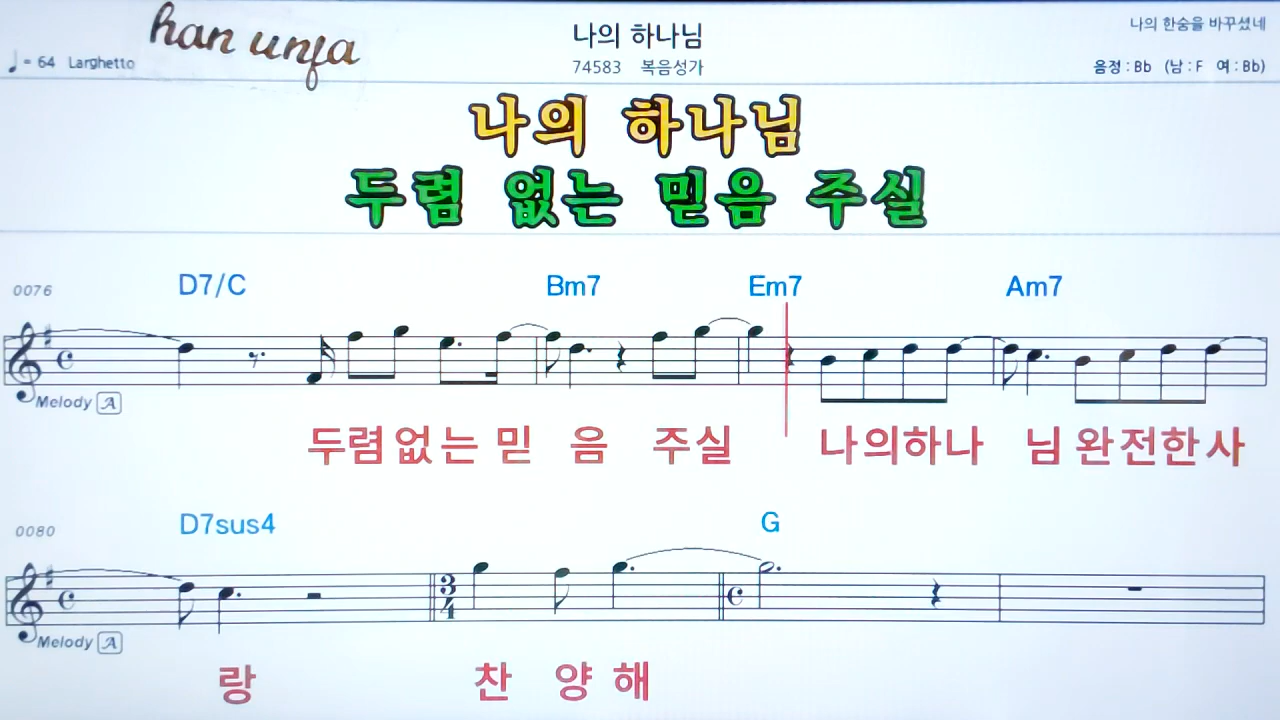 han unfa
나의 하나님
나의 한숨을 바꾸셨네
♩= 64 Larghetto
74583 복음성가
음정 : Bb (남 : F 여 : Bb)
나의 하나님
두렴 없는 믿음 주실
0076 D7/C Bm7 Em7 Am7
Melody A
두렴없는 믿 음 주실 나의하나 님 완전한사
0080 D7sus4 G
3/4
Melody A
랑 찬 양 해